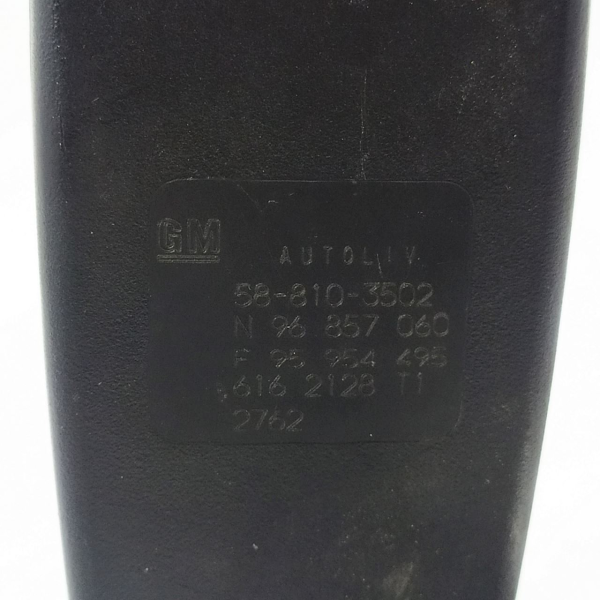 GM AUTOLIV
58-810-3502
N 96 857 060
F 95 954 495
616 2128 T1
2762